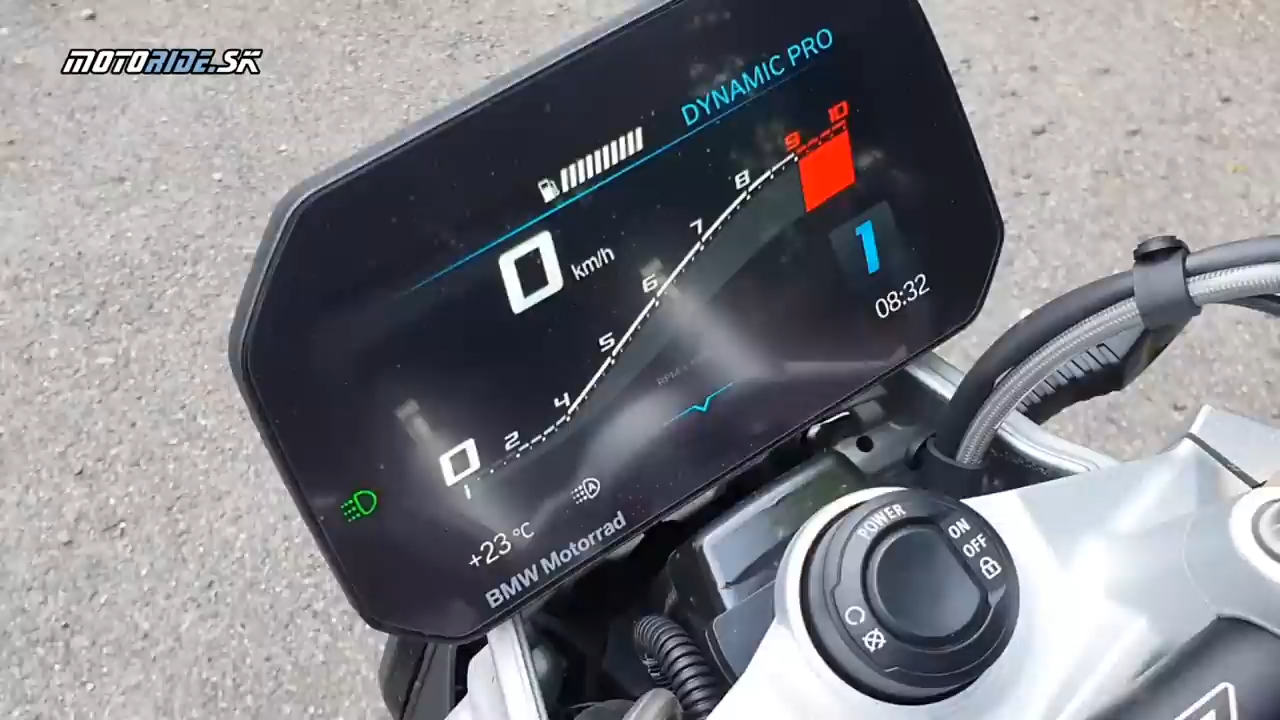 MOTORIDE.SK
DYNAMIC PRO
0 km/h
10
9
8
7
6
5
4
2
0
1
08:32
+23 °C
BMW Motorrad
POWER
ON
OFF